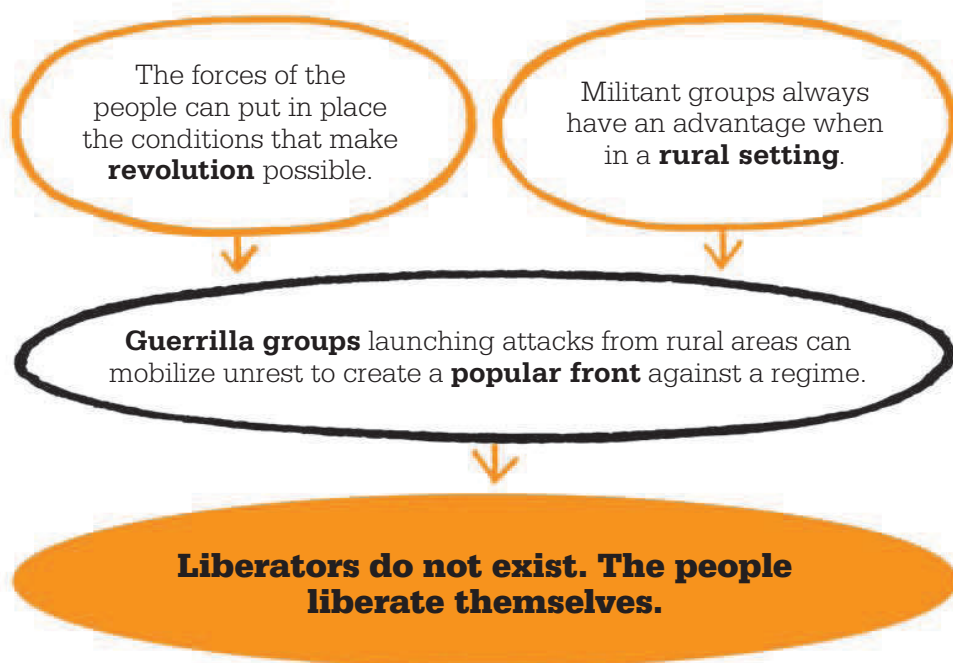 The forces of the
people can put in place
the conditions that make
revolution possible.
Militant groups always
have an advantage when
in a rural setting.
Guerrilla groups launching attacks from rural areas can
mobilize unrest to create a popular front against a regime.
Liberators do not exist. The people
liberate themselves.